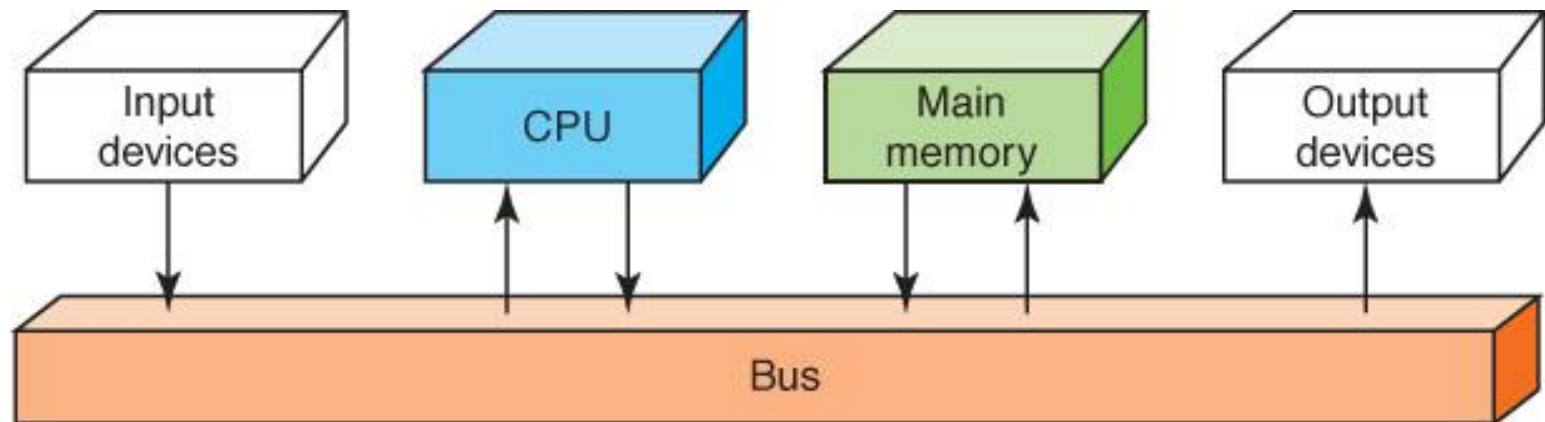 Input
devices
CPU
Main
memory
Output
devices
Bus